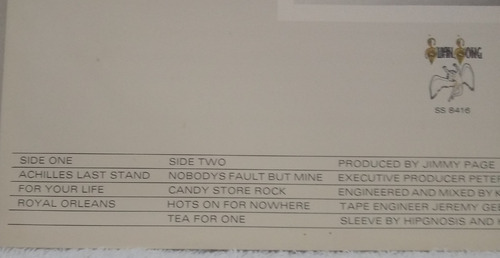 SWAN SONG
SS 8416
SIDE ONE SIDE TWO PRODUCED BY JIMMY PAGE
ACHILLES LAST STAND NOBODYS FAULT BUT MINE EXECUTIVE PRODUCER PETER
FOR YOUR LIFE CANDY STORE ROCK ENGINEERED AND MIXED BY
ROYAL ORLEANS HOTS ON FOR NOWHERE TAPE ENGINEER JEREMY
TEA FOR ONE SLEEVE BY HIPGNOSIS AND